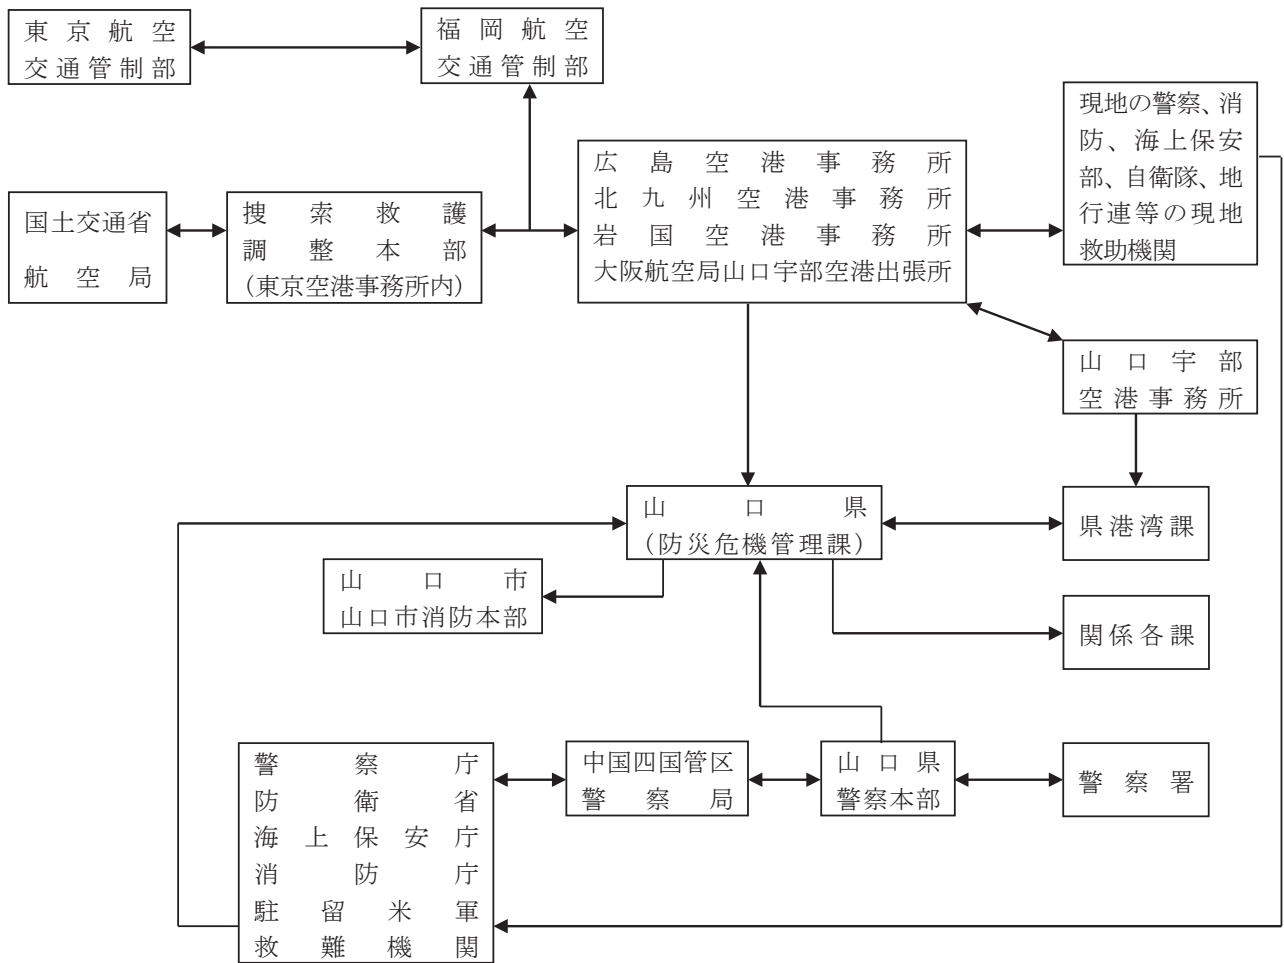 東京航空
交通管制部
福岡航空
交通管制部
現地の警察、消
防、海上保安
部、自衛隊、地
行連等の現地
救助機関
広島空港事務所
北九州空港事務所
岩国空港事務所
大阪航空局山口宇部空港出張所
国土交通省
航空局
捜索救護
調整本部
(東京空港事務所内)
山口宇部
空港事務所
山口県
(防災危機管理課)
県港湾課
山口市
山口市消防本部
関係各課
警察庁
防衛省
海上保安庁
消防庁
駐留米軍
救難機関
中国四国管区
警察局
山口県
警察本部
警察署